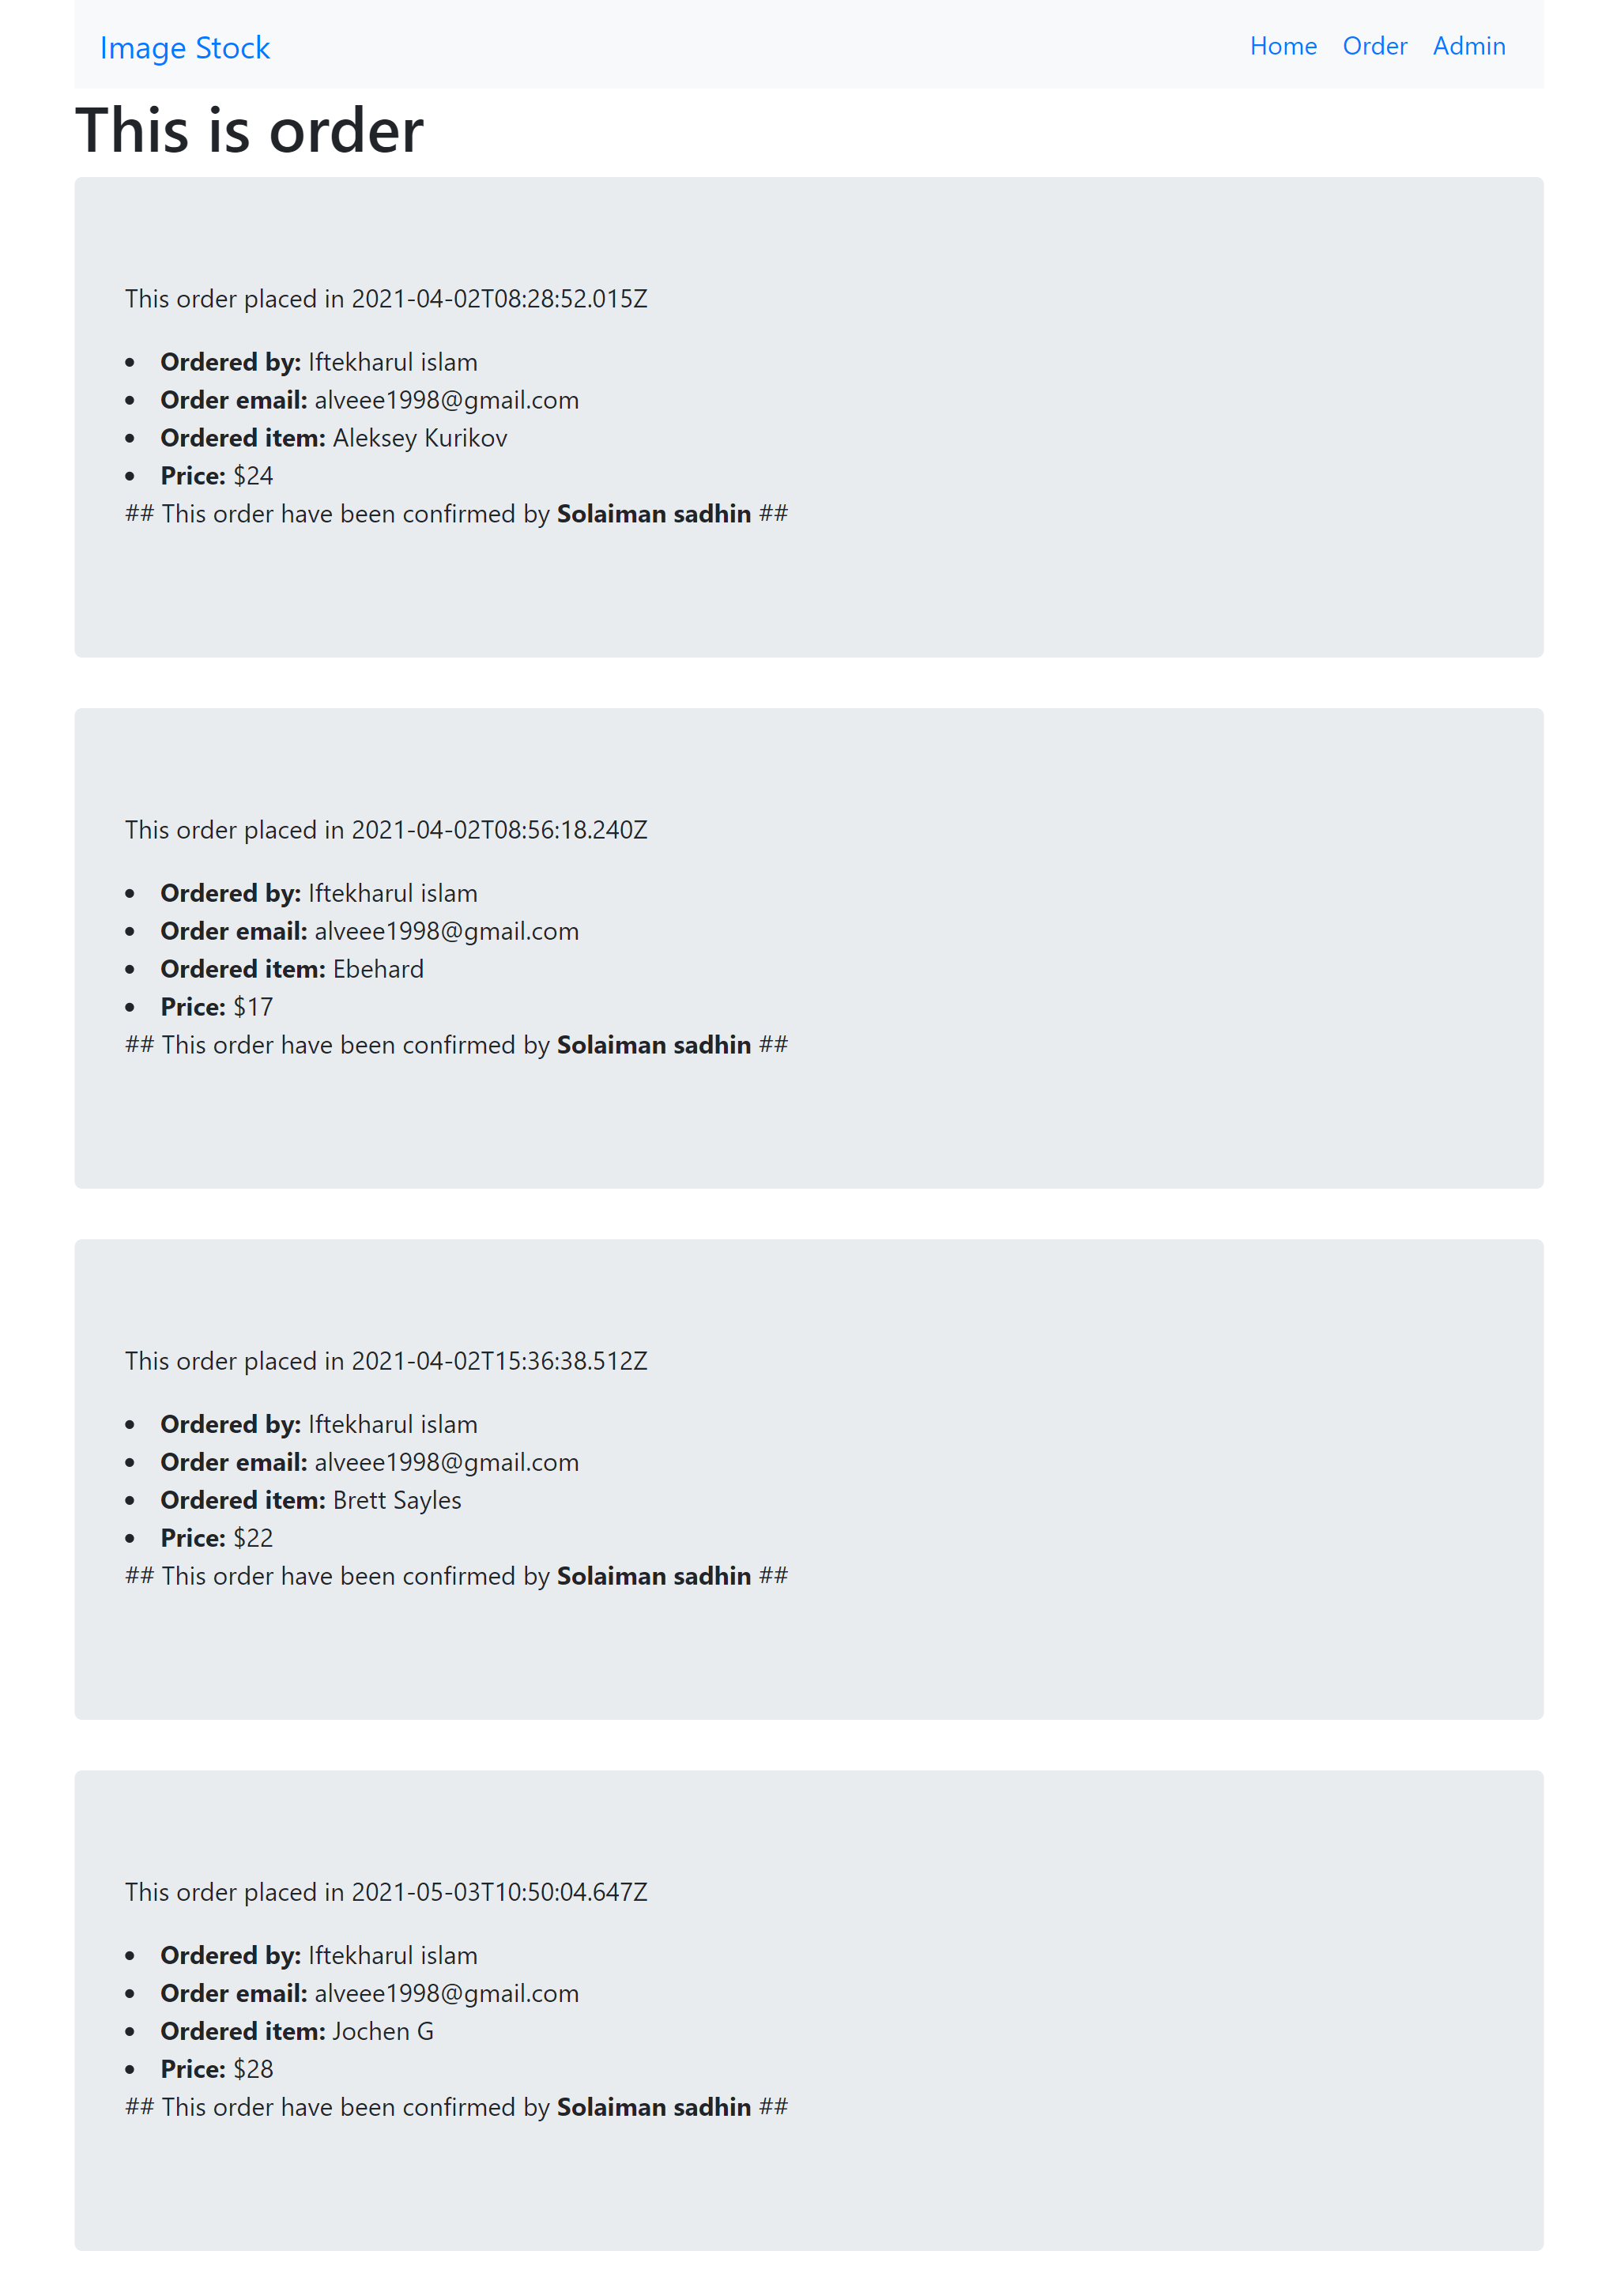 Image Stock
Home Order Admin
This is order
This order placed in 2021-04-02T08:28:52.015Z
• Ordered by: Iftekharul islam
• Order email: alveee1998@gmail.com
• Ordered item: Aleksey Kurikov
• Price: $24
## This order have been confirmed by Solaiman sadhin ##
This order placed in 2021-04-02T08:56:18.240Z
• Ordered by: Iftekharul islam
• Order email: alveee1998@gmail.com
• Ordered item: Ebehard
• Price: $17
## This order have been confirmed by Solaiman sadhin ##
This order placed in 2021-04-02T15:36:38.512Z
• Ordered by: Iftekharul islam
• Order email: alveee1998@gmail.com
• Ordered item: Brett Sayles
• Price: $22
## This order have been confirmed by Solaiman sadhin ##
This order placed in 2021-05-03T10:50:04.647Z
• Ordered by: Iftekharul islam
• Order email: alveee1998@gmail.com
• Ordered item: Jochen G
• Price: $28
## This order have been confirmed by Solaiman sadhin ##